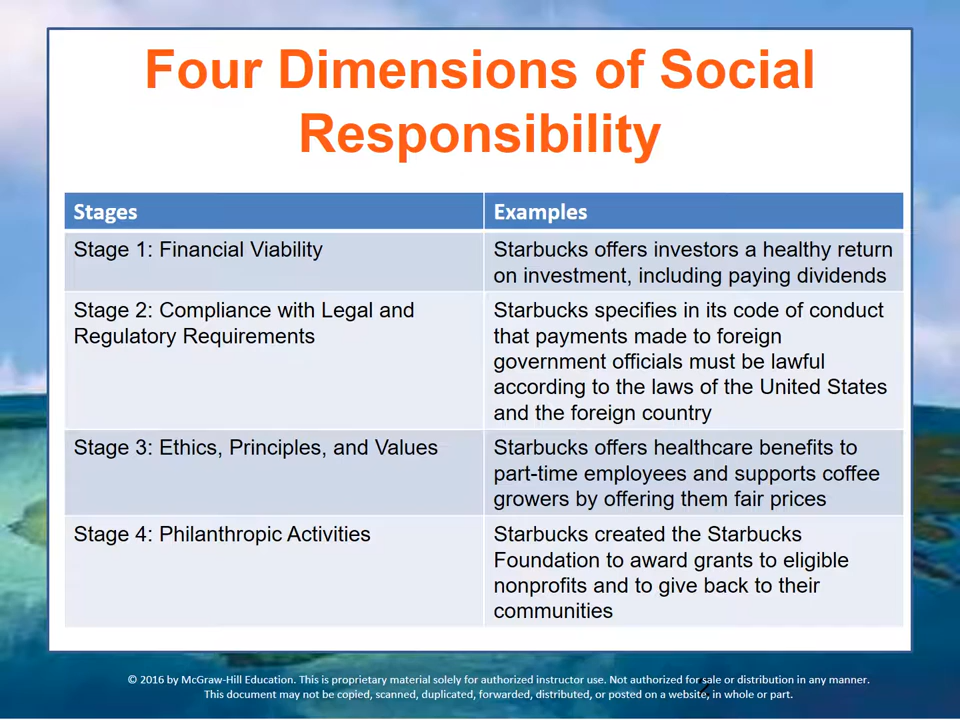 Four Dimensions of Social
Responsibility
Stages
Examples
Stage 1: Financial Viability
Starbucks offers investors a healthy return
on investment, including paying dividends
Stage 2: Compliance with Legal and
Regulatory Requirements
Starbucks specifies in its code of conduct
that payments made to foreign
government officials must be lawful
according to the laws of the United States
and the foreign country
Stage 3: Ethics, Principles, and Values
Starbucks offers healthcare benefits to
part-time employees and supports coffee
growers by offering them fair prices
Stage 4: Philanthropic Activities
Starbucks created the Starbucks
Foundation to award grants to eligible
nonprofits and to give back to their
communities
© 2016 by McGraw-Hill Education. This is proprietary material solely for authorized instructor use. Not authorized for sale or distribution in any manner.
This document may not be copied, scanned, duplicated, forwarded, distributed, or posted on a website, in whole or part.